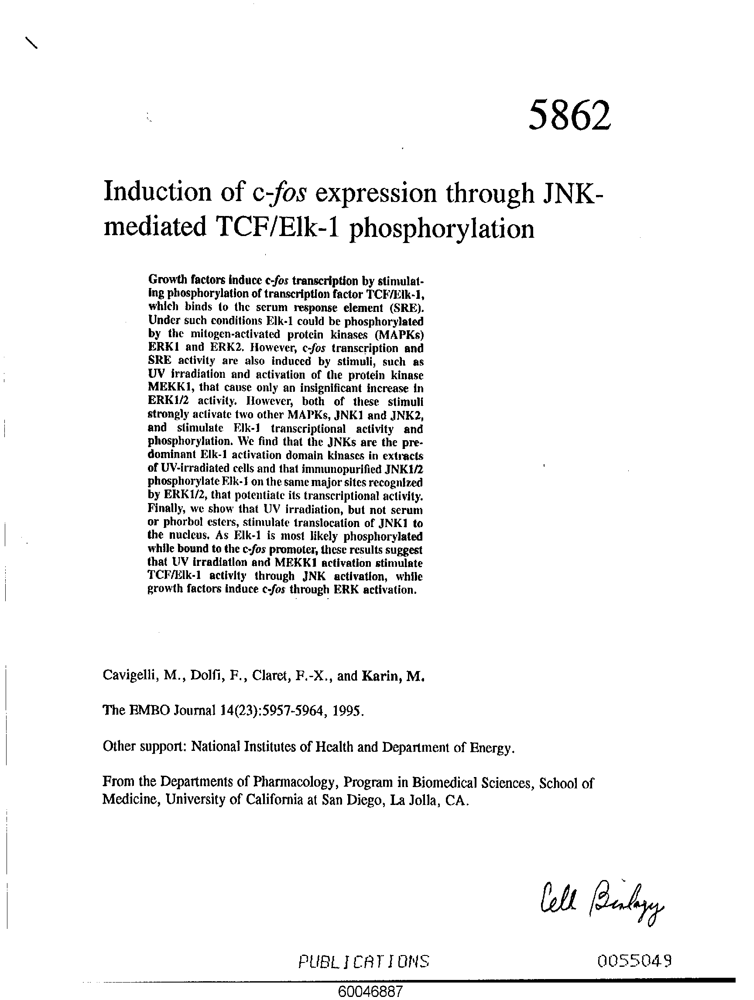 5862
Induction of c-fos expression through JNK-
mediated TCF/Elk-1 phosphorylation
Growth factors induce c-fos transcription by stimulat-
ing phosphorylation of transcription factor TCF/Elk-1,
which binds to the serum response element (SRE).
Under such conditions Elk-1 could be phosphorylated
by the mitogen-activated protein kinases (MAPKs)
ERK1 and ERK2. However, c-fos transcription and
SRE activity are also induced by stimuli, such as
UV irradiation and activation of the protein kinase
MEKK1, that cause only an insignificant increase in
ERK1/2 activity. However, both of these stimuli
strongly activate two other MAPKs, JNK1 and JNK2,
and stimulate Elk-1 transcriptional activity and
phosphorylation. We find that the JNKs are the pre-
dominant Elk-1 activation domain kinases in extracts
of UV-irradiated cells and that immunopurified JNK1/2
phosphorylate Elk-1 on the same major sites recognized
by ERK1/2, that potentiate its transcriptional activity.
Finally, we show that UV irradiation, but not serum
or phorbol esters, stimulate translocation of JNK1 to
the nucleus. As Elk-1 is most likely phosphorylated
while bound to the c-fos promoter, these results suggest
that UV irradiation and MEKK1 activation stimulate
TCF/Elk-1 activity through JNK activation, while
growth factors induce c-fos through ERK activation.
Cavigelli, M., Dolfi, F., Claret, F.-X., and Karin, M.
The EMBO Journal 14(23):5957-5964, 1995.
Other support: National Institutes of Health and Department of Energy.
From the Departments of Pharmacology, Program in Biomedical Sciences, School of
Medicine, University of California at San Diego, La Jolla, CA.
Cell Biology
PUBLICATIONS
0055049
60046887